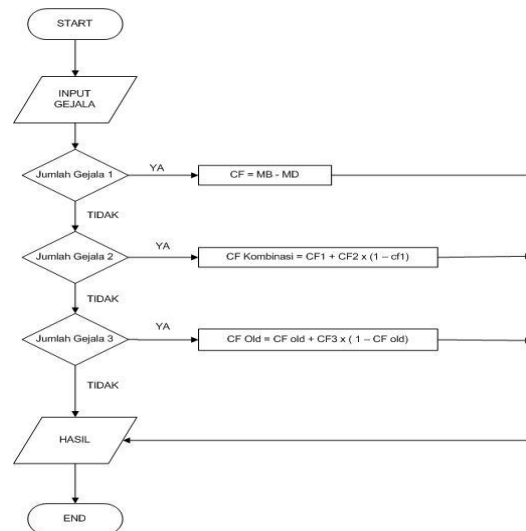 START
INPUT
GEJALA
Jumlah Gejala 1
YA
CF = MB - MD
TIDAK
Jumlah Gejala 2
YA
CF Kombinasi = CF1 + CF2 x (1 – cf1)
TIDAK
Jumlah Gejala 3
YA
CF Old = CF old + CF3 x ( 1 – CF old)
TIDAK
HASIL
END